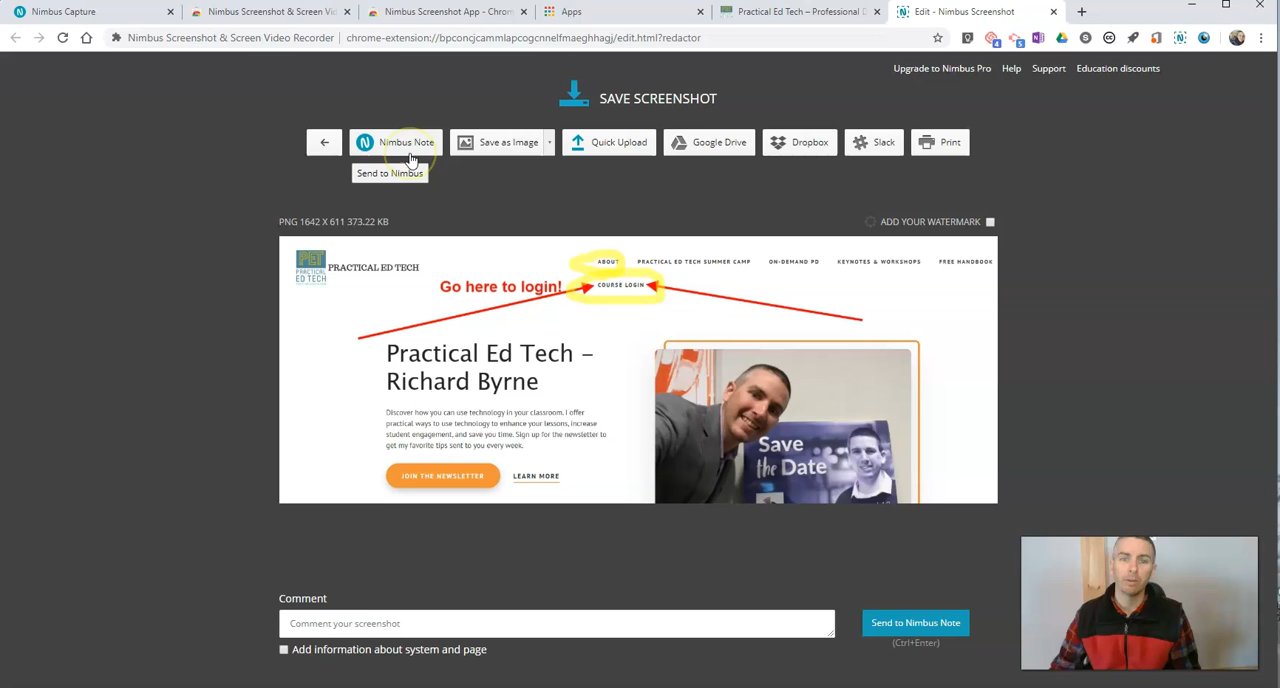 Nimbus Capture
Nimbus Screenshot & Screen Vide
Nimbus Screenshot App - Chrom
Apps
Practical Ed Tech – Professional D
Edit - Nimbus Screenshot
Nimbus Screenshot & Screen Video Recorder
chrome-extension://bpconcjcammlapcogcnnelfmaeghhagj/edit.html?redactor
Upgrade to Nimbus Pro Help Support Education discounts
SAVE SCREENSHOT
Nimbus Note Save as Image Quick Upload Google Drive Dropbox Slack Print
Send to Nimbus
PNG 1642 X 611 373.22 KB
ADD YOUR WATERMARK
PET
PRACTICAL ED TECH
PRACTICAL ED TECH
ABOUT PRACTICAL ED TECH SUMMER CAMP ON-DEMAND PD KEYNOTES & WORKSHOPS FREE HANDBOOK
Go here to login! COURSE LOGIN
Practical Ed Tech –
Richard Byrne
Discover how you can use technology in your classroom. I offer
practical ways to use technology to enhance your lessons, increase
student engagement, and save you time. Sign up for the newsletter to
get my favorite tips sent to you every week.
JOIN THE NEWSLETTER LEARN MORE
Save
the Date
Comment
Comment your screenshot
Send to Nimbus Note
(Ctrl+Enter)
Add information about system and page